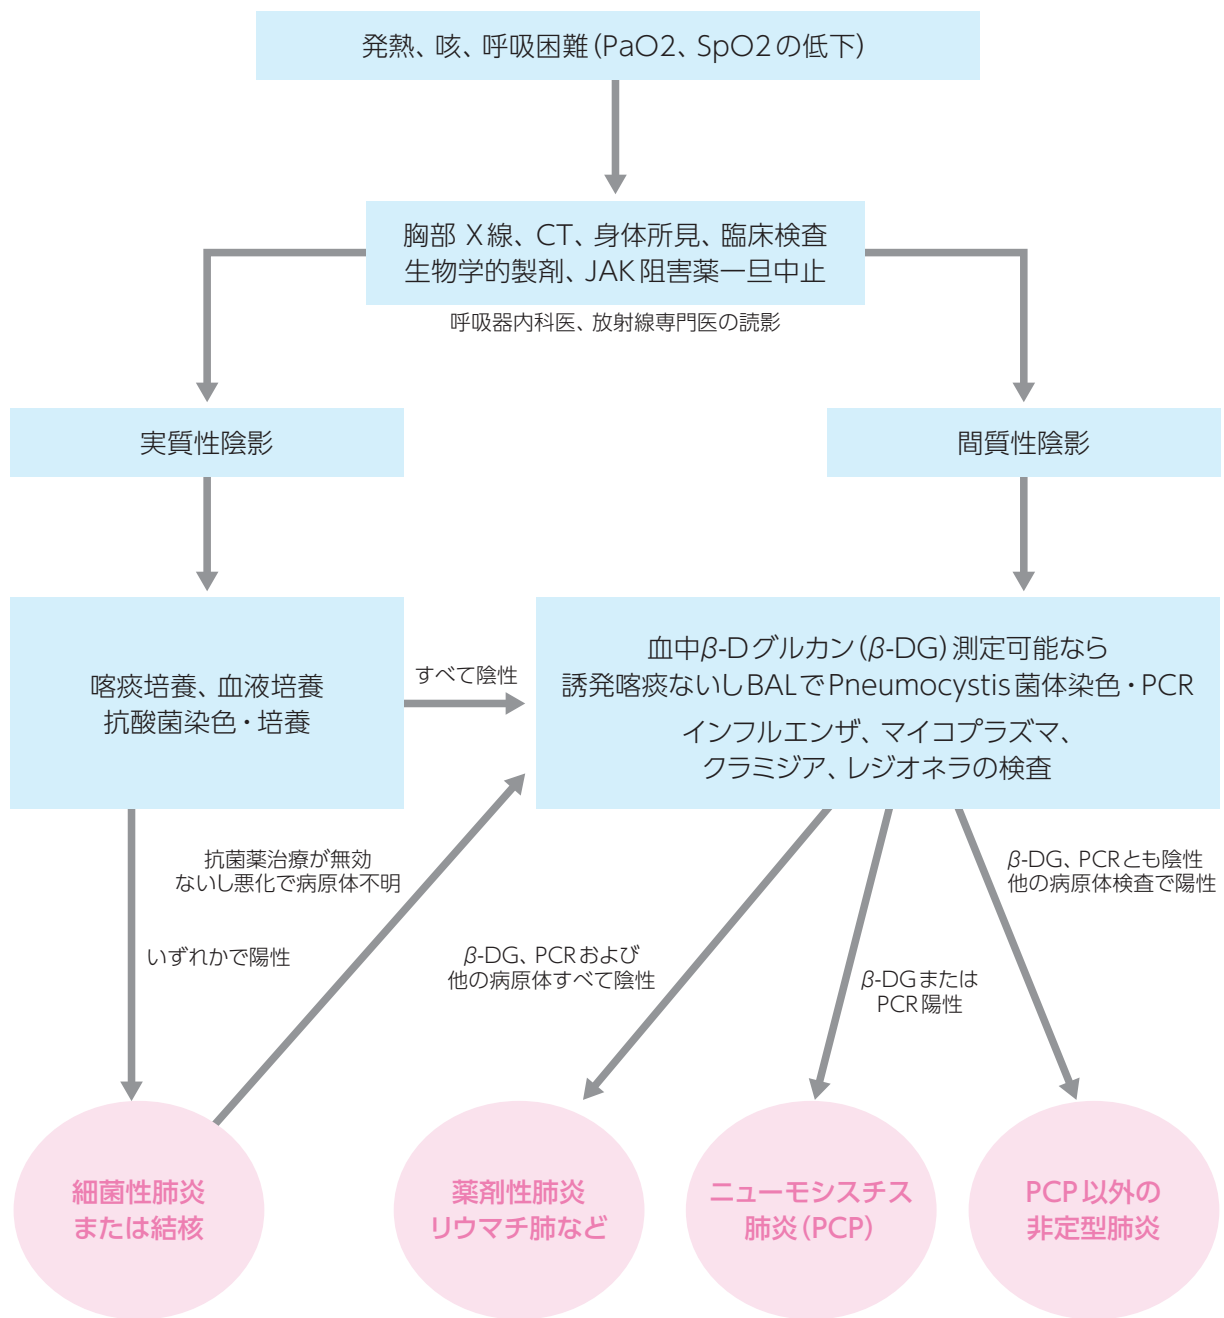 発熱、咳、呼吸困難(PaO2、SpO2の低下)
胸部 X線、CT、身体所見、臨床検査
生物学的製剤、JAK阻害薬一旦中止
呼吸器内科医、放射線専門医の読影
実質性陰影
間質性陰影
喀痰培養、血液培養
抗酸菌染色・培養
すべて陰性
血中β-Dグルカン(β-DG)測定可能なら
誘発喀痰ないしBALでPneumocystis菌体染色・PCR
インフルエンザ、マイコプラズマ、
クラミジア、レジオネラの検査
抗菌薬治療が無効
ないし悪化で病原体不明
いずれかで陽性
β-DG、PCRおよび
他の病原体すべて陰性
β-DGまたは
PCR陽性
β-DG、PCRとも陰性
他の病原体検査で陽性
細菌性肺炎
または結核
薬剤性肺炎
リウマチ肺など
ニューモシスチス
肺炎(PCP)
PCP以外の
非定型肺炎